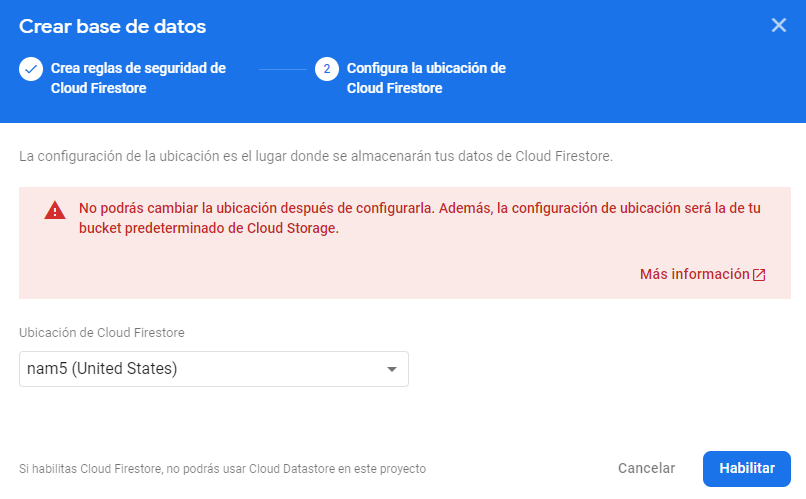 Crear base de datos
Crea reglas de seguridad de
Cloud Firestore
2
Configura la ubicación de
Cloud Firestore
La configuración de la ubicación es el lugar donde se almacenarán tus datos de Cloud Firestore.
No podrás cambiar la ubicación después de configurarla. Además, la configuración de ubicación será la de tu
bucket predeterminado de Cloud Storage.
Más información
Ubicación de Cloud Firestore
nam5 (United States)
Si habilitas Cloud Firestore, no podrás usar Cloud Datastore en este proyecto
Cancelar
Habilitar